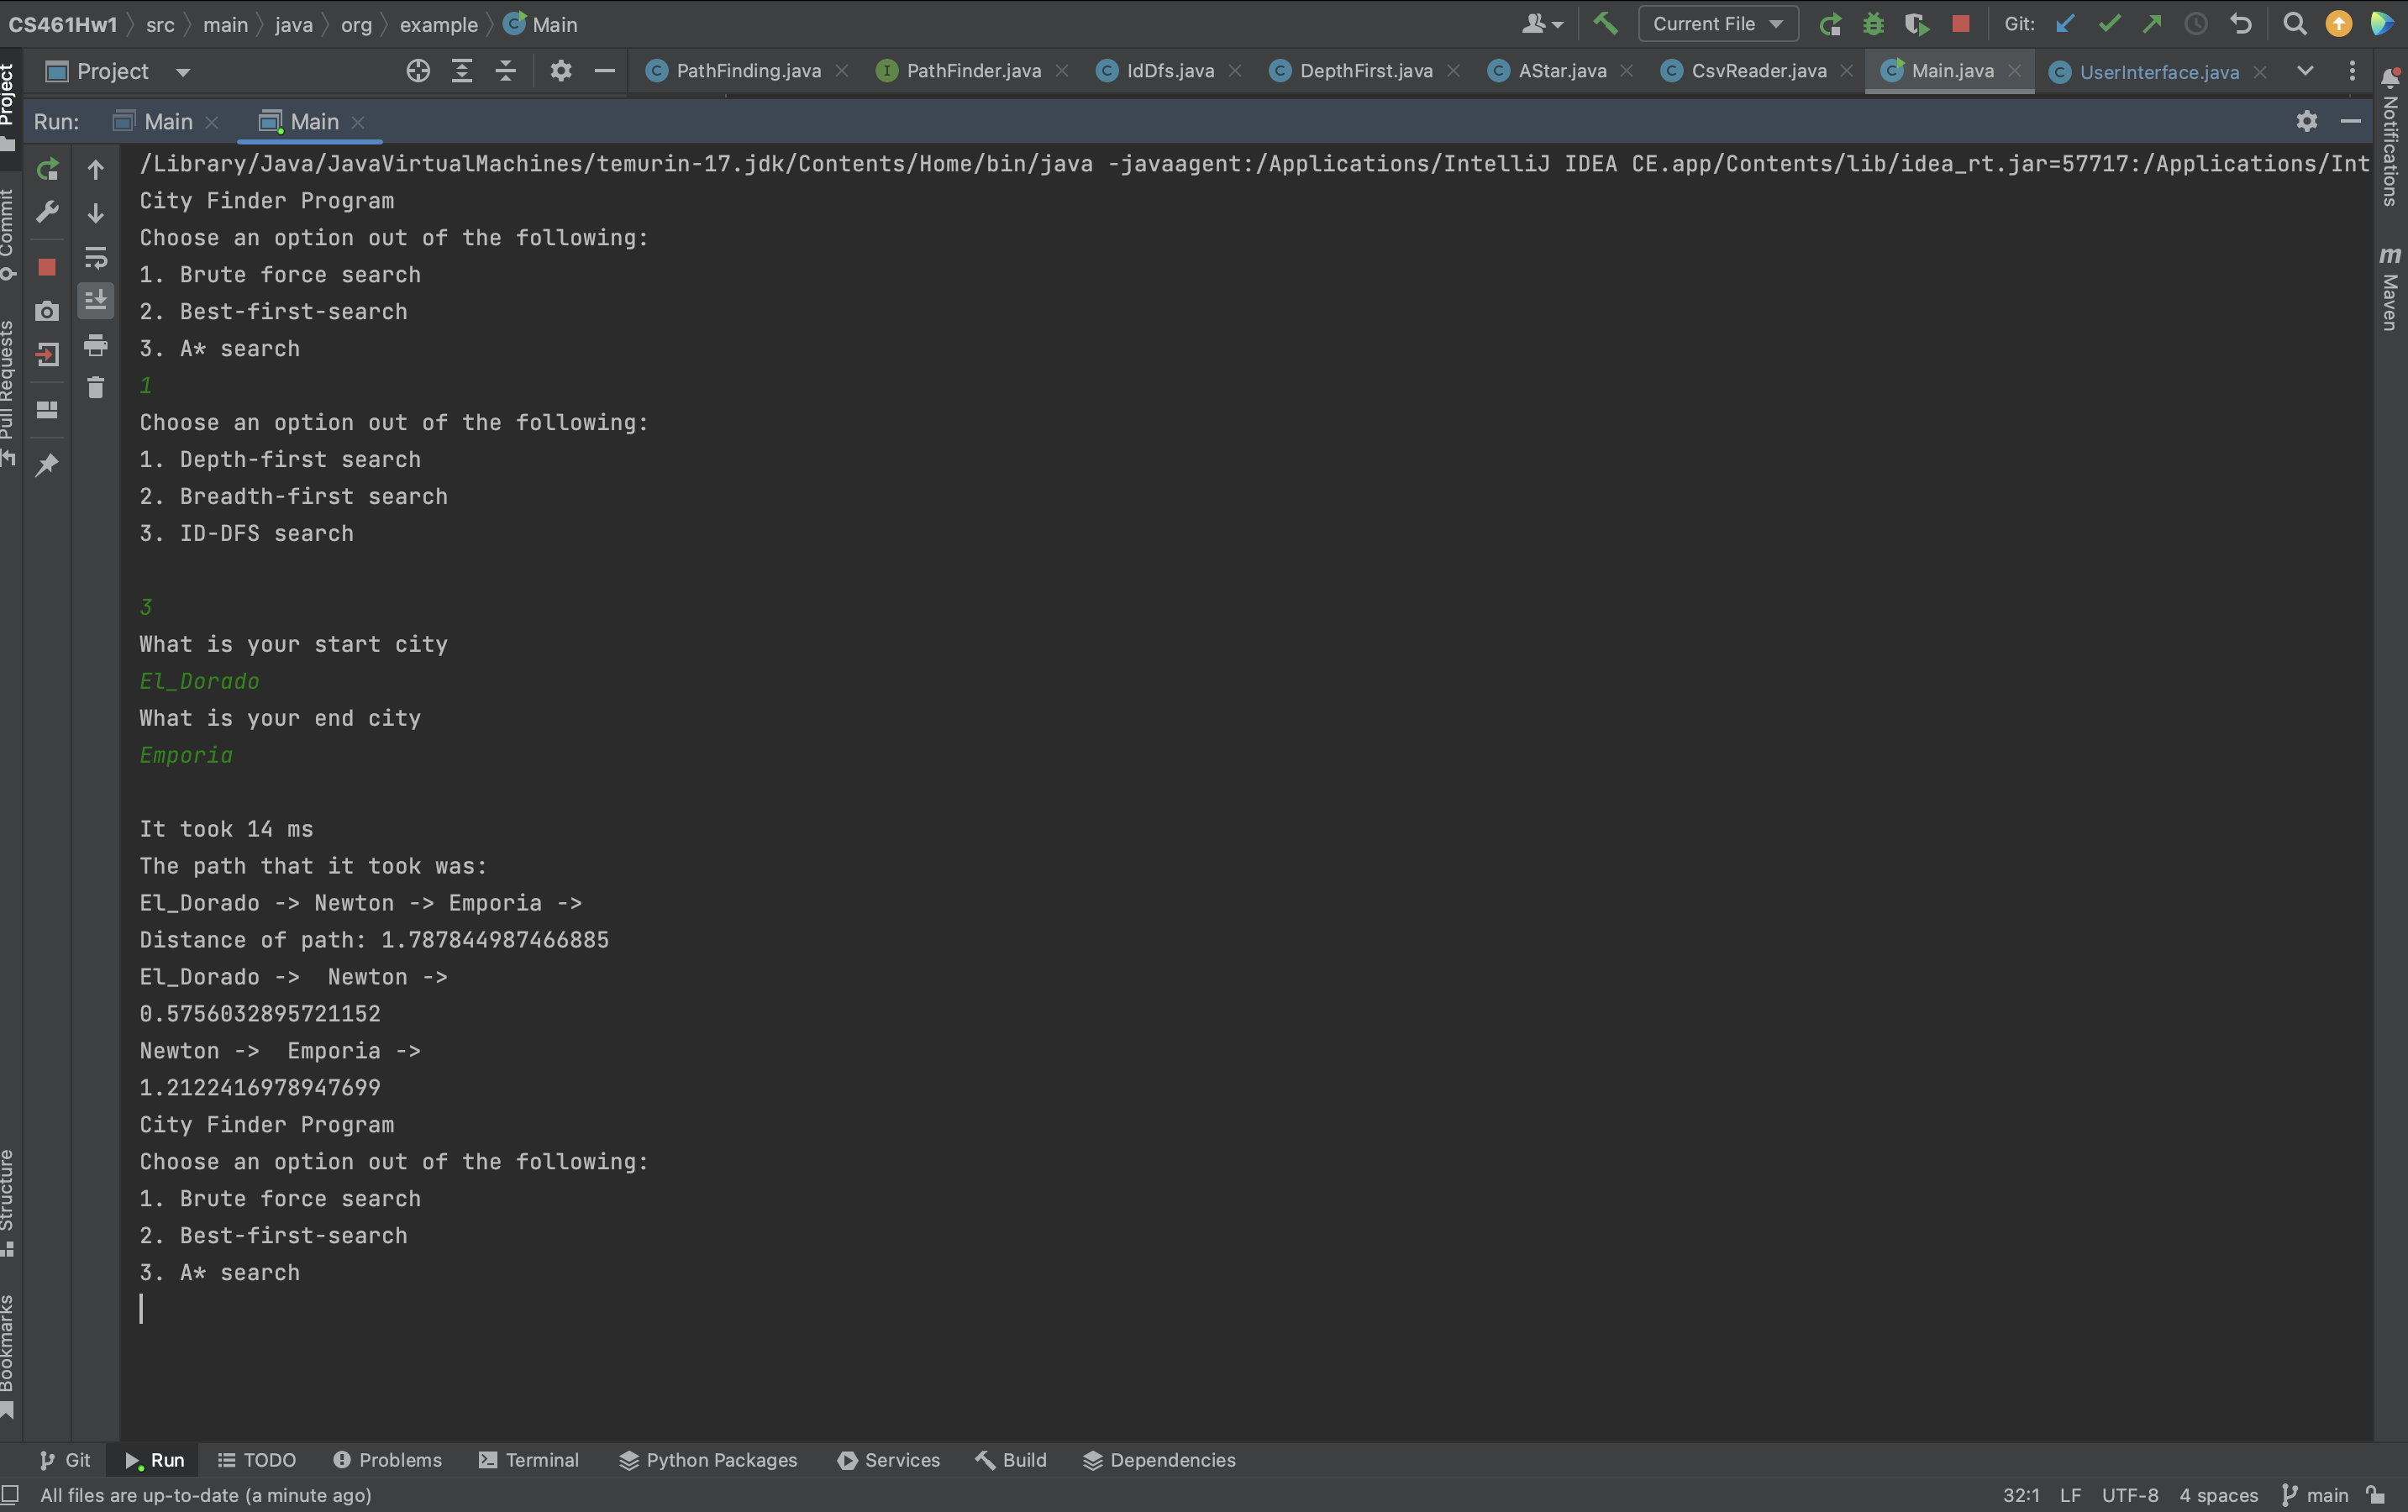 CS461Hw1 src main java org example Main Current File Git:
Project PathFinding.java PathFinder.java IdDfs.java DepthFirst.java AStar.java CsvReader.java Main.java UserInterface.java
Run: Main Main
/Library/Java/JavaVirtualMachines/temurin-17.jdk/Contents/Home/bin/java -javaagent:/Applications/IntelliJ IDEA CE.app/Contents/lib/idea_rt.jar=57717:/Applications/Int
City Finder Program
Choose an option out of the following:
1. Brute force search
2. Best-first-search
3. A* search
1
Choose an option out of the following:
1. Depth-first search
2. Breadth-first search
3. ID-DFS search
3
What is your start city
El_Dorado
What is your end city
Emporia
It took 14 ms
The path that it took was:
El_Dorado -> Newton -> Emporia ->
Distance of path: 1.787844987466885
El_Dorado ->  Newton ->
0.5756032895721152
Newton ->  Emporia ->
1.2122416978947699
City Finder Program
Choose an option out of the following:
1. Brute force search
2. Best-first-search
3. A* search
Project
Commit
Pull Requests
Structure
Bookmarks
Notifications
m Maven
Git Run TODO Problems Terminal Python Packages Services Build Dependencies
All files are up-to-date (a minute ago) 32:1 LF UTF-8 4 spaces main